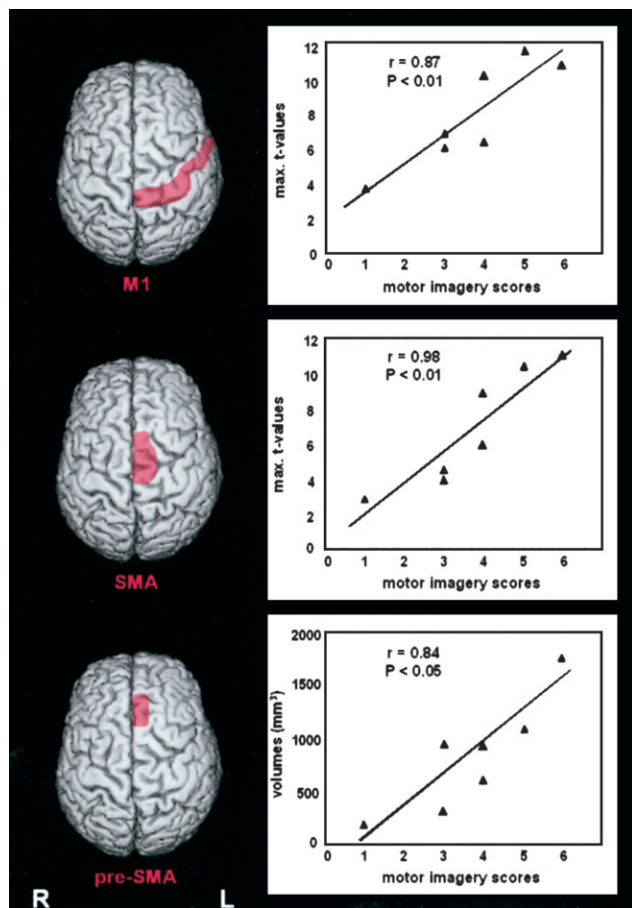 M1
12
10
8
6
4
2
0
r = 0.87
P < 0.01
max. t-values
0 1 2 3 4 5 6
motor imagery scores
SMA
12
10
8
6
4
2
0
r = 0.98
P < 0.01
max. t-values
0 1 2 3 4 5 6
motor imagery scores
pre-SMA
2000
1500
1000
500
0
r = 0.84
P < 0.05
volumes (mm³)
0 1 2 3 4 5 6
motor imagery scores
R L